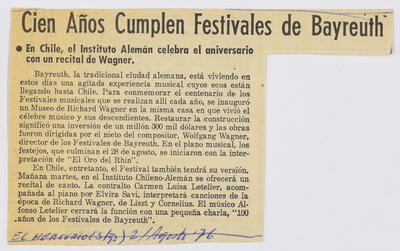 Cien Años Cumplen Festivales de Bayreuth
● En Chile, el Instituto Alemán celebra el aniversario
con un recital de Wagner.
Bayreuth, la tradicional ciudad alemana, está viviendo en
estos días una agitada experiencia musical cuyos ecos están
llegando hasta Chile. Para conmemorar el centenario de los
Festivales musicales que se realizan allí cada año, se inauguró
un Museo de Richard Wagner en la misma casa en que vivió el
célebre músico y sus descendientes. Restaurar la construcción
significó una inversión de un millón 300 mil dólares y las obras
fueron dirigidas por el nieto del compositor, Wolfgang Wagner,
director de los Festivales de Bayreuth. En el plano musical, los
festejos, que culminan el 28 de agosto, se iniciaron con la inter-
pretación de "El Oro del Rhin".
En Chile, entretanto, el Festival también tendrá su versión.
Mañana martes, en el Instituto Chileno-Alemán se ofrecerá un
recital de canto. La contralto Carmen Luisa Letelier, acompa-
ñada al piano por Elvira Savi, interpretará canciones de la
época de Richard Wagner, de Liszt y Cornelius. El músico Al-
fonso Letelier cerrará la función con una pequeña charla, "100
años de los Festivales de Bayreuth".
EL MERCURIO (Stgo) 2/Agosto 76